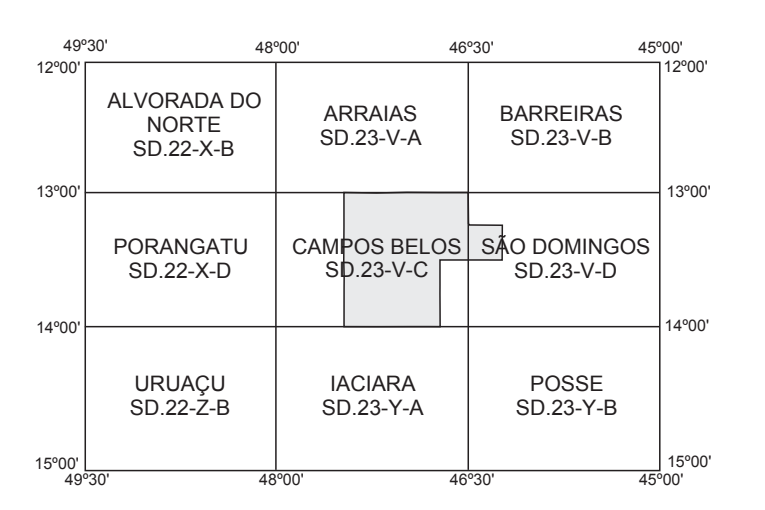 49º30' 48º00' 46º30' 45º00'
12º00' 12º00'
ALVORADA DO
NORTE
SD.22-X-B
ARRAIAS
SD.23-V-A
BARREIRAS
SD.23-V-B
13º00' 13º00'
PORANGATU
SD.22-X-D
CAMPOS BELOS
SD.23-V-C
SÃO DOMINGOS
SD.23-V-D
14º00' 14º00'
URUAÇU
SD.22-Z-B
IACIARA
SD.23-Y-A
POSSE
SD.23-Y-B
15º00' 15º00'
49º30' 48º00' 46º30' 45º00'